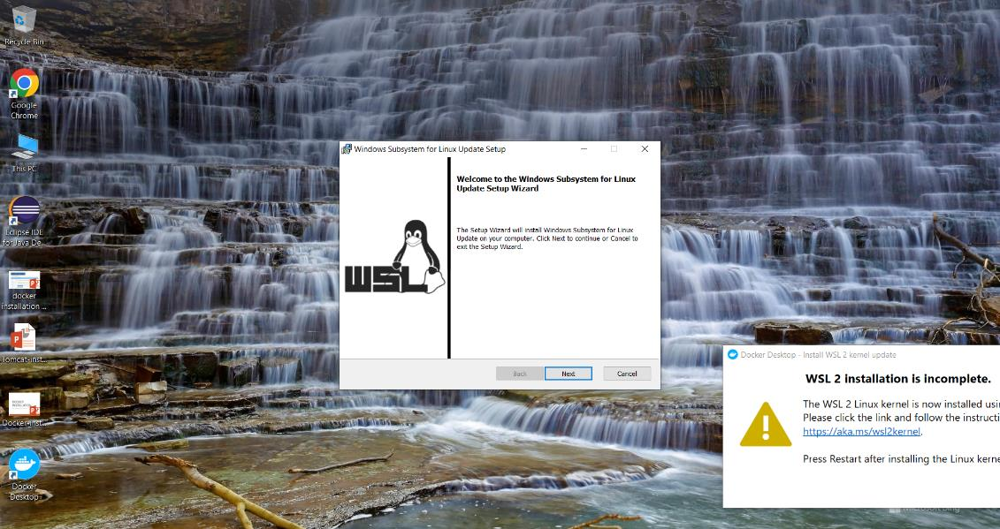 Recycle Bin
Google
Chrome
This PC
Eclipse IDE
for Java De...
docker
installation ...
Tomcat-inst...
Docker-inst...
Docker
Desktop
Windows Subsystem for Linux Update Setup
Welcome to the Windows Subsystem for Linux
Update Setup Wizard
The Setup Wizard will install Windows Subsystem for Linux
Update on your computer. Click Next to continue or Cancel to
exit the Setup Wizard.
WSL
Back
Next
Cancel
Docker Desktop - Install WSL 2 kernel update
WSL 2 installation is incomplete.
The WSL 2 Linux kernel is now installed usin
Please click the link and follow the instructi
https://aka.ms/wsl2kernel.
Press Restart after installing the Linux kerne
Microsoft Bing